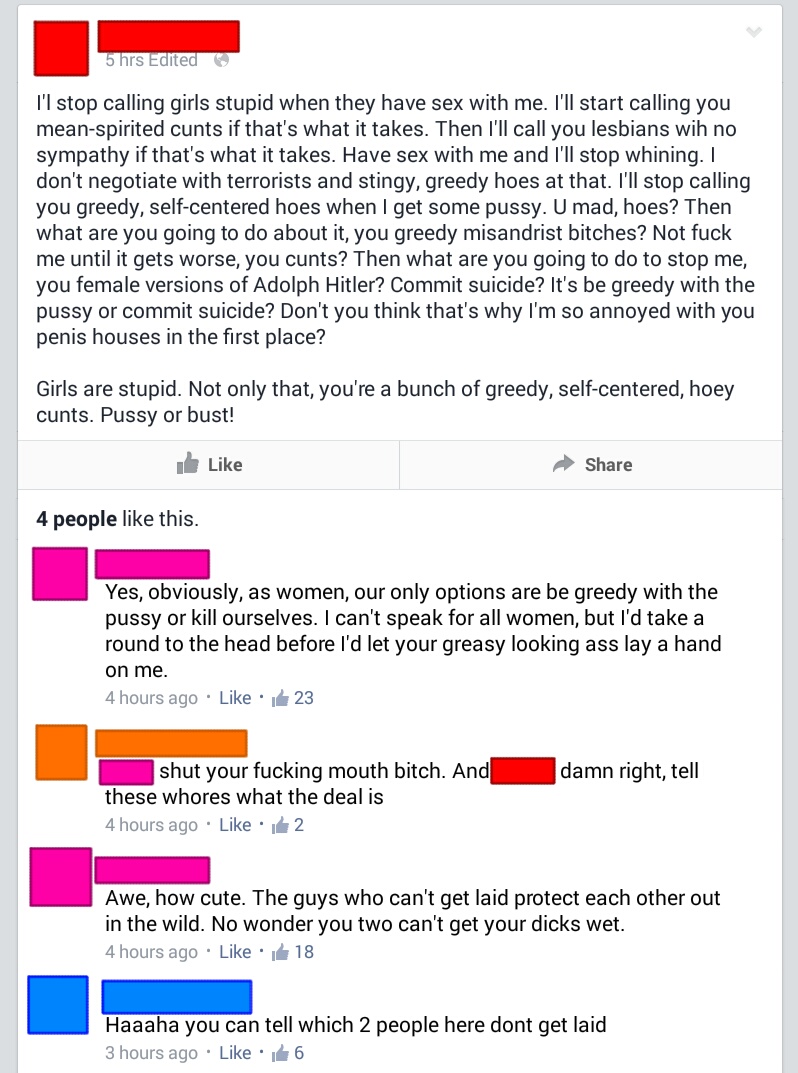 5 hrs Edited
I'l stop calling girls stupid when they have sex with me. I'll start calling you
mean-spirited cunts if that's what it takes. Then I'll call you lesbians wih no
sympathy if that's what it takes. Have sex with me and I'll stop whining. I
don't negotiate with terrorists and stingy, greedy hoes at that. I'll stop calling
you greedy, self-centered hoes when I get some pussy. U mad, hoes? Then
what are you going to do about it, you greedy misandrist bitches? Not fuck
me until it gets worse, you cunts? Then what are you going to do to stop me,
you female versions of Adolph Hitler? Commit suicide? It's be greedy with the
pussy or commit suicide? Don't you think that's why I'm so annoyed with you
penis houses in the first place?
Girls are stupid. Not only that, you're a bunch of greedy, self-centered, hoey
cunts. Pussy or bust!
Like
Share
4 people like this.
Yes, obviously, as women, our only options are be greedy with the
pussy or kill ourselves. I can't speak for all women, but I'd take a
round to the head before I'd let your greasy looking ass lay a hand
on me.
4 hours ago · Like · 23
shut your fucking mouth bitch. And damn right, tell
these whores what the deal is
4 hours ago · Like · 2
Awe, how cute. The guys who can't get laid protect each other out
in the wild. No wonder you two can't get your dicks wet.
4 hours ago · Like · 18
Haaaha you can tell which 2 people here dont get laid
3 hours ago · Like · 6